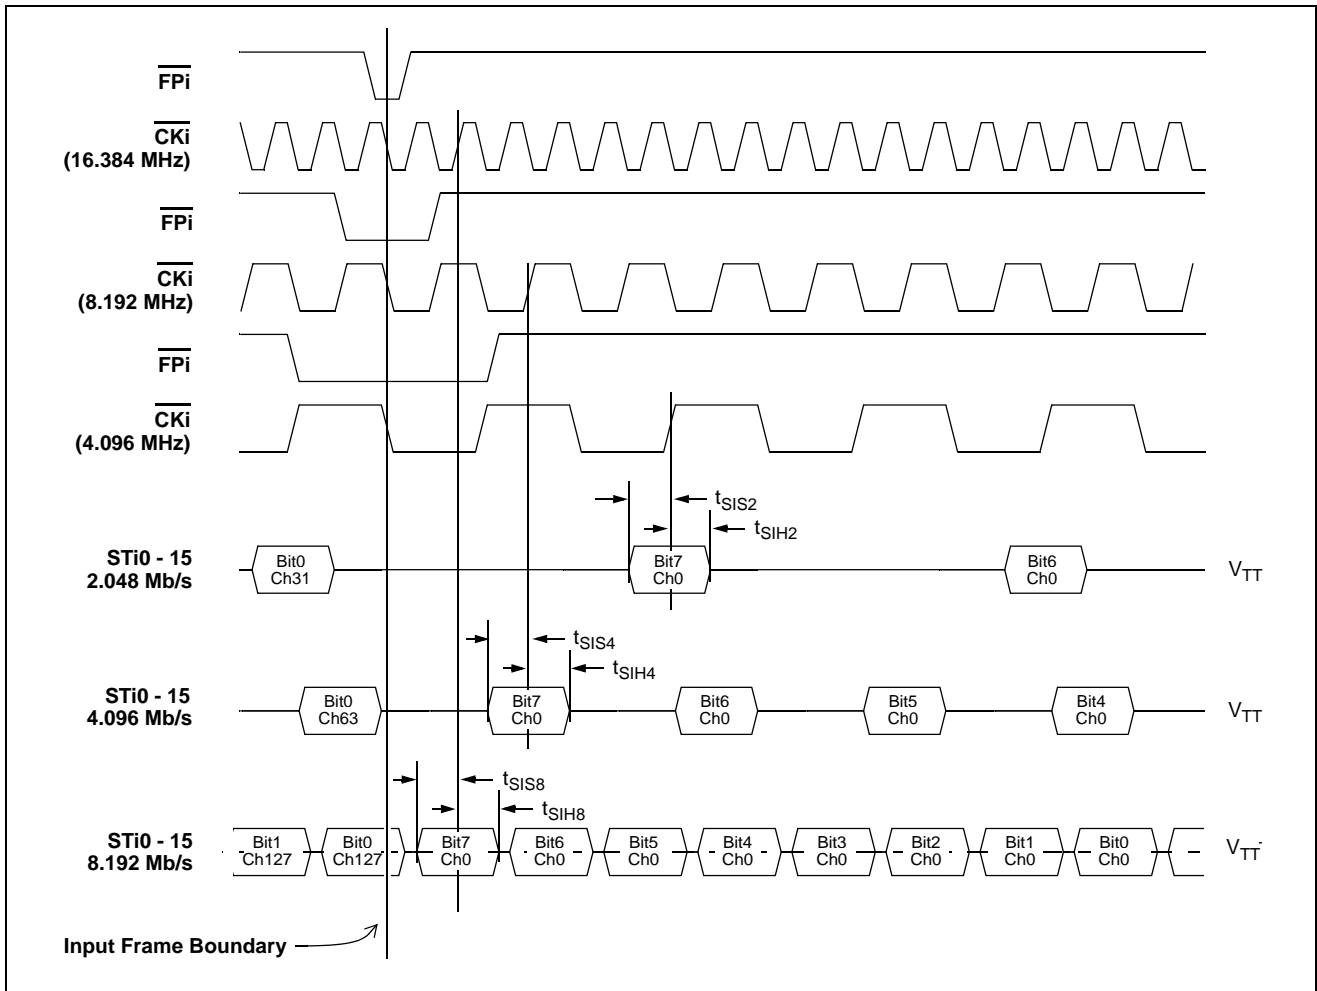 FPi
CKi
(16.384 MHz)
FPi
CKi
(8.192 MHz)
FPi
CKi
(4.096 MHz)
tSIS2
tSIH2
STi0 - 15
2.048 Mb/s
Bit0
Ch31
Bit7
Ch0
Bit6
Ch0
VTT
tSIS4
tSIH4
STi0 - 15
4.096 Mb/s
Bit0
Ch63
Bit7
Ch0
Bit6
Ch0
Bit5
Ch0
Bit4
Ch0
VTT
tSIS8
tSIH8
STi0 - 15
8.192 Mb/s
Bit1
Ch127
Bit0
Ch127
Bit7
Ch0
Bit6
Ch0
Bit5
Ch0
Bit4
Ch0
Bit3
Ch0
Bit2
Ch0
Bit1
Ch0
Bit0
Ch0
VTT
Input Frame Boundary